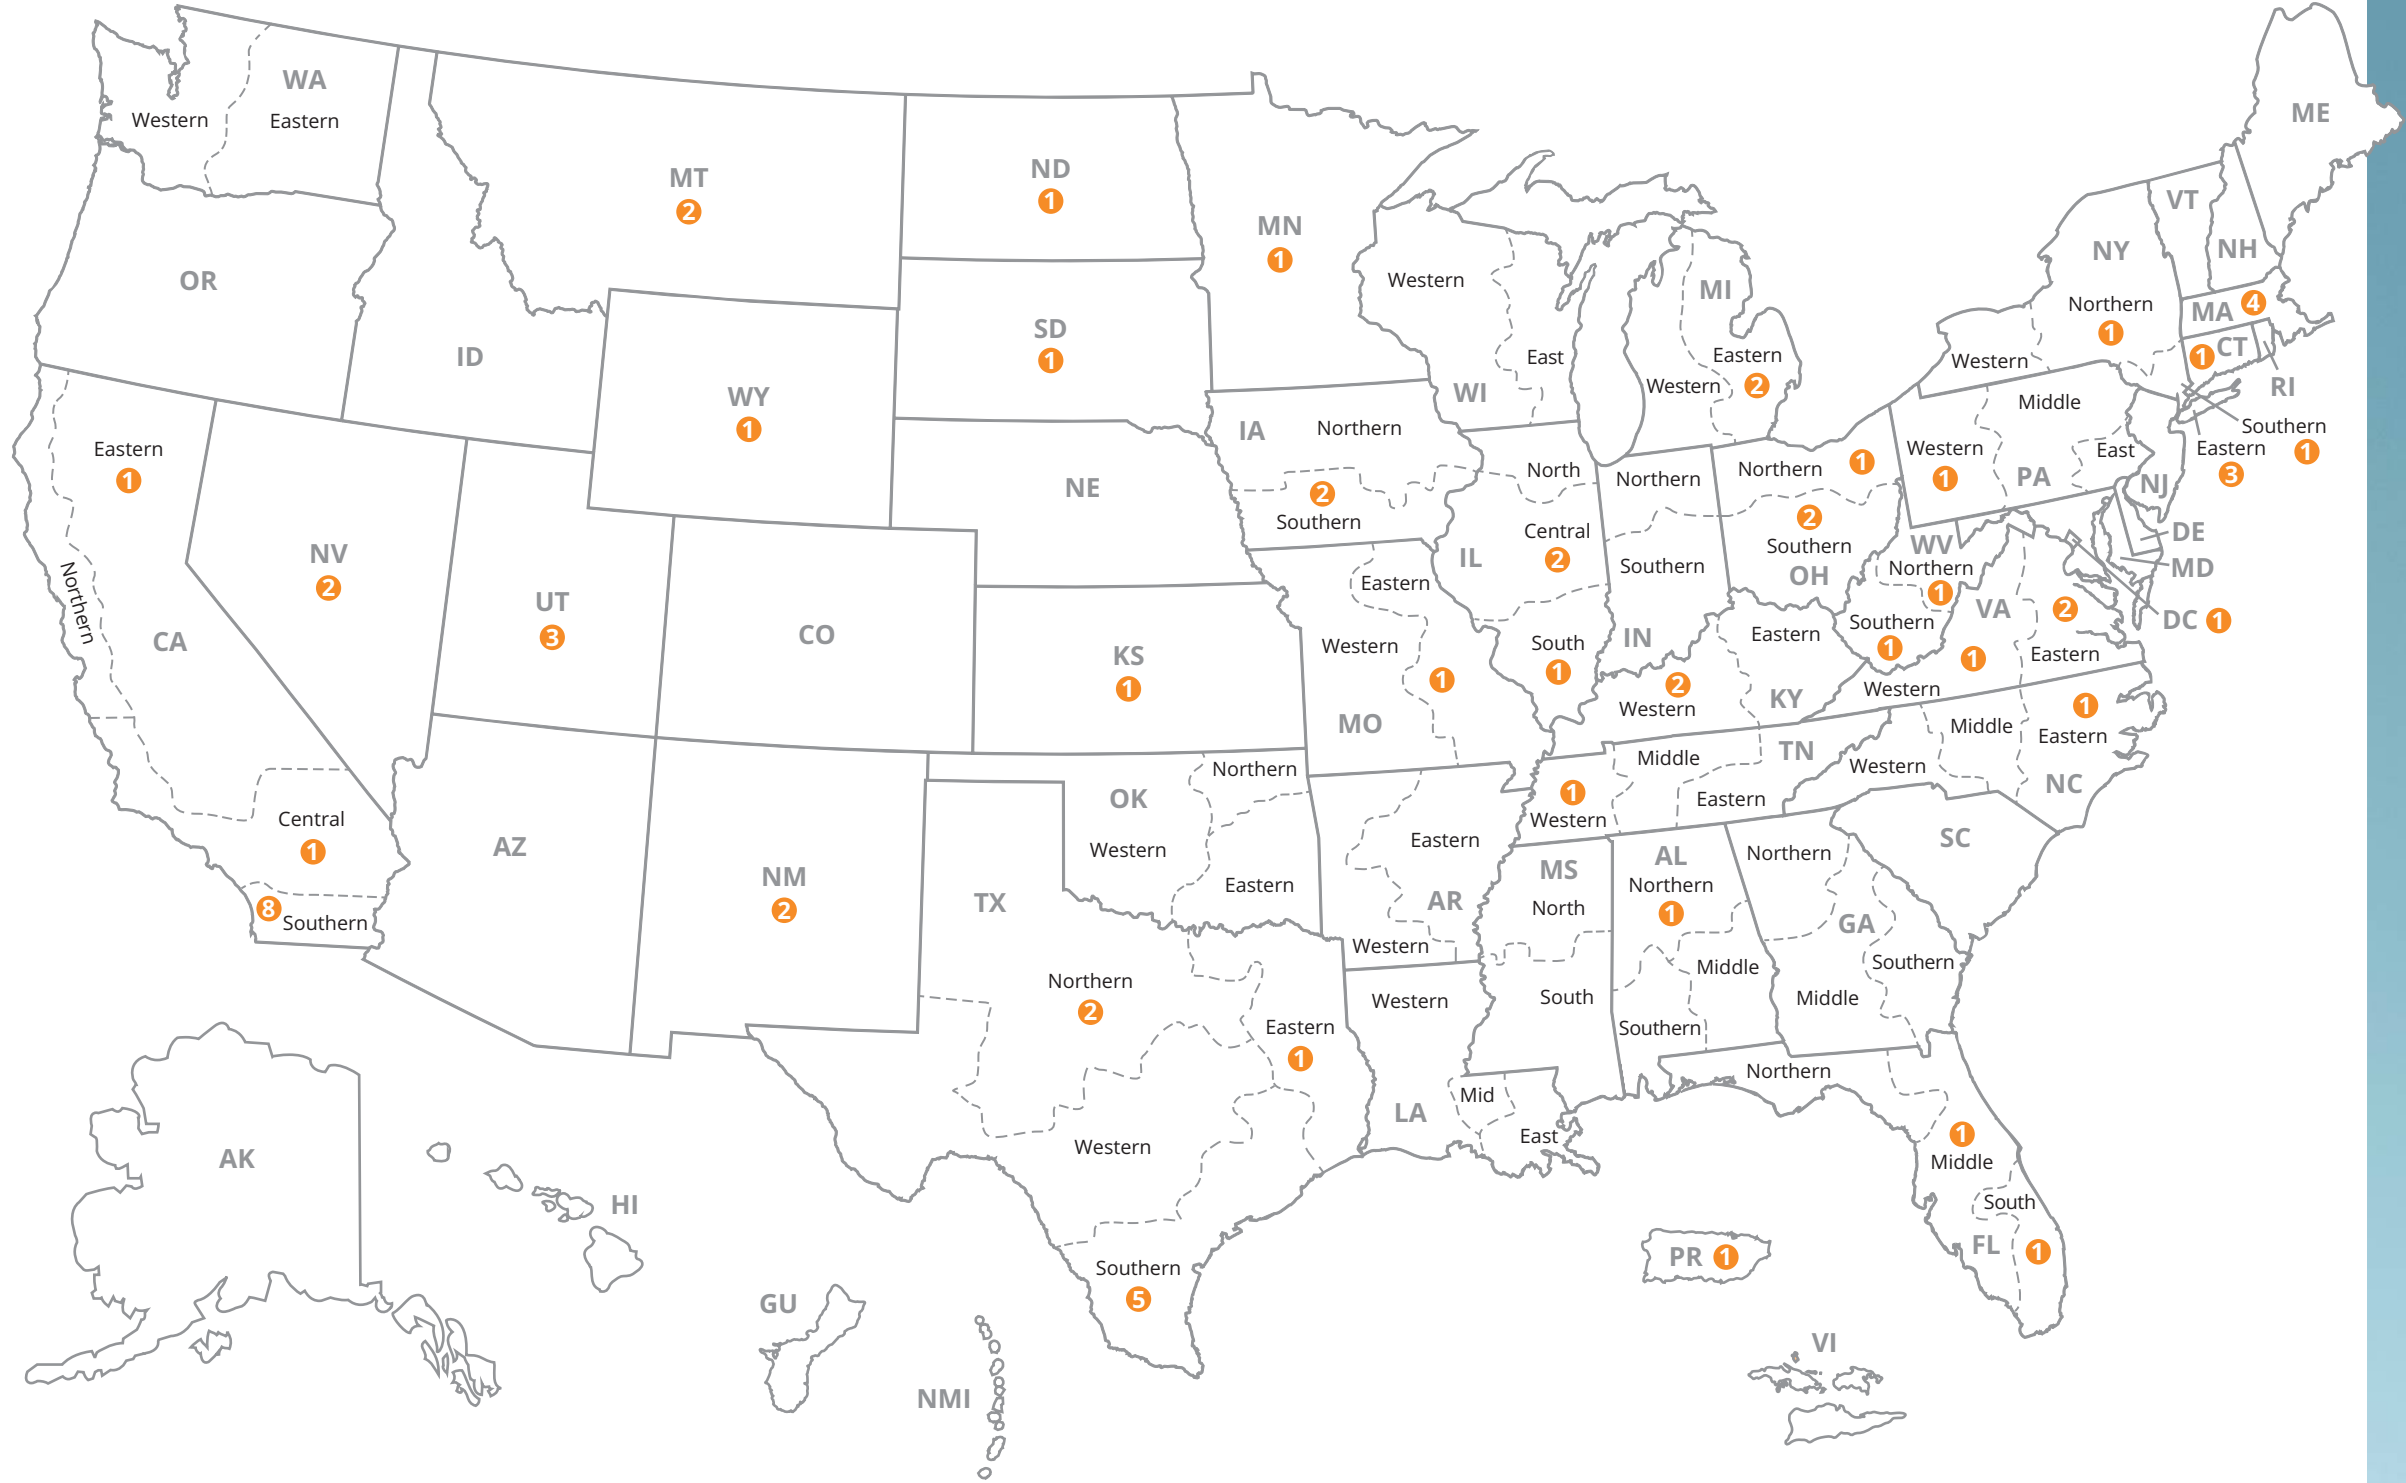 WA
Western
Eastern
OR
ID
MT
2
ND
1
SD
1
WY
1
NE
MN
1
Eastern
1
Northern
CA
Central
1
8
Southern
NV
2
UT
3
CO
KS
1
AZ
NM
2
TX
Northern
2
Eastern
1
Western
Southern
5
OK
Northern
Western
Eastern
IA
Northern
2
Southern
Eastern
Western
1
MO
Eastern
AR
Western
Western
LA
Mid
East
Western
East
WI
MI
Eastern
2
Western
North
Central
2
IL
South
1
Northern
Southern
IN
Northern
1
2
Southern
OH
Eastern
2
Western
KY
Middle
TN
1
Western
Eastern
MS
North
South
AL
Northern
1
Middle
Southern
Northern
GA
Southern
Middle
Northern
1
Middle
South
FL
1
SC
Middle
1
Eastern
Western
NC
WV
Northern
1
Southern
1
VA
2
1
Eastern
Western
Western
1
Middle
East
PA
NY
Northern
1
Western
Southern
1
Eastern
3
VT
NH
ME
MA
4
1
CT
RI
NJ
DE
MD
DC
1
AK
HI
GU
NMI
PR
1
VI